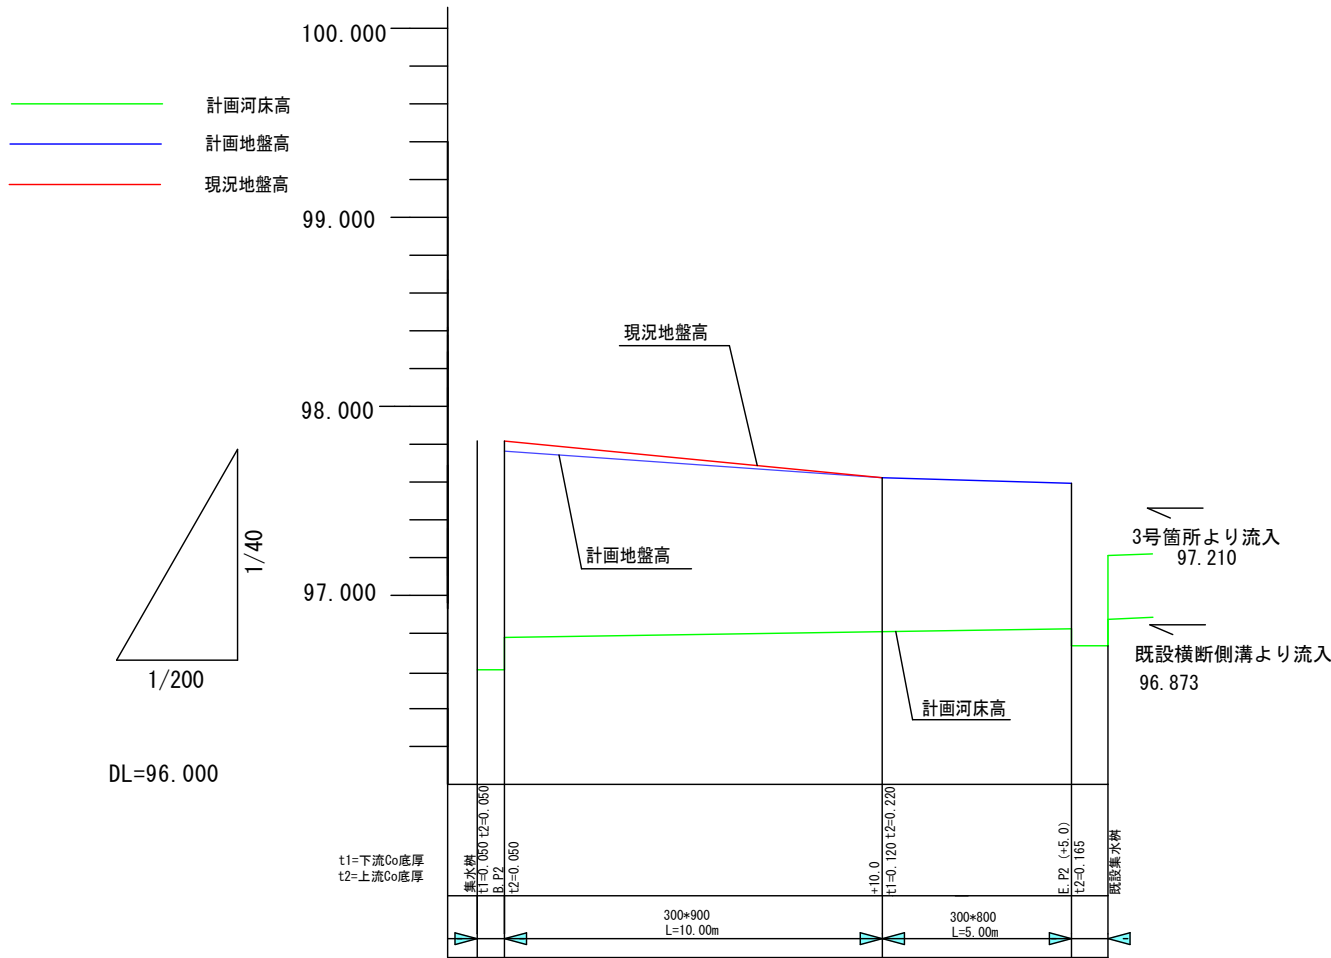 100.000
計画河床高
計画地盤高
現況地盤高
99.000
現況地盤高
98.000
1/40
計画地盤高
3号箇所より流入
97.210
97.000
既設横断側溝より流入
96.873
1/200
計画河床高
DL=96.000
t1=下流Co底厚
t2=上流Co底厚
集水桝
t1=0.050 t2=0.050
B.P2
t2=0.050
+10.0
t1=0.120 t2=0.220
E.P2 (+5.0)
t2=0.165
既設集水桝
300*900
L=10.00m
300*800
L=5.00m